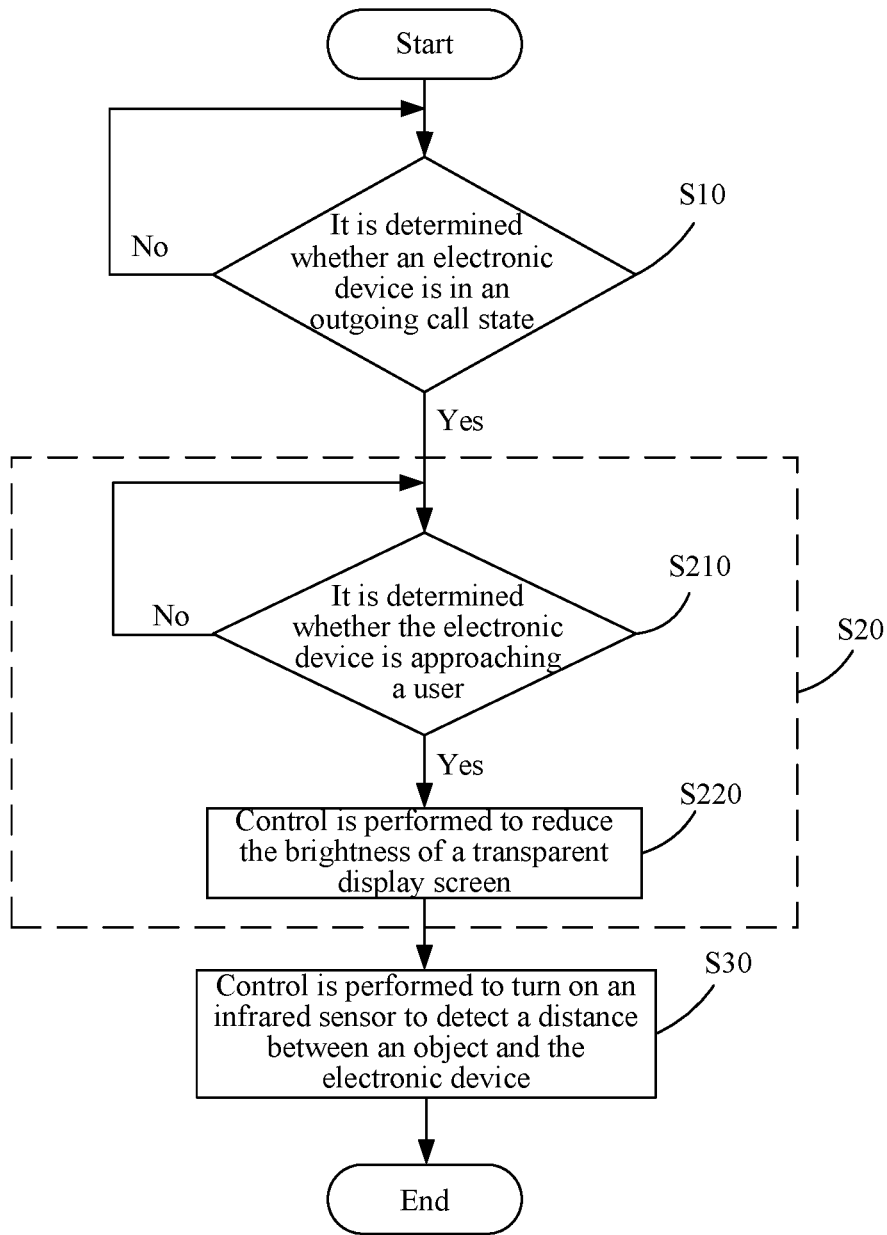 Start
S10
It is determined
whether an electronic
device is in an
outgoing call state
No
Yes
S210
It is determined
whether the electronic
device is approaching
a user
No
S20
Yes
S220
Control is performed to reduce
the brightness of a transparent
display screen
S30
Control is performed to turn on an
infrared sensor to detect a distance
between an object and the
electronic device
End